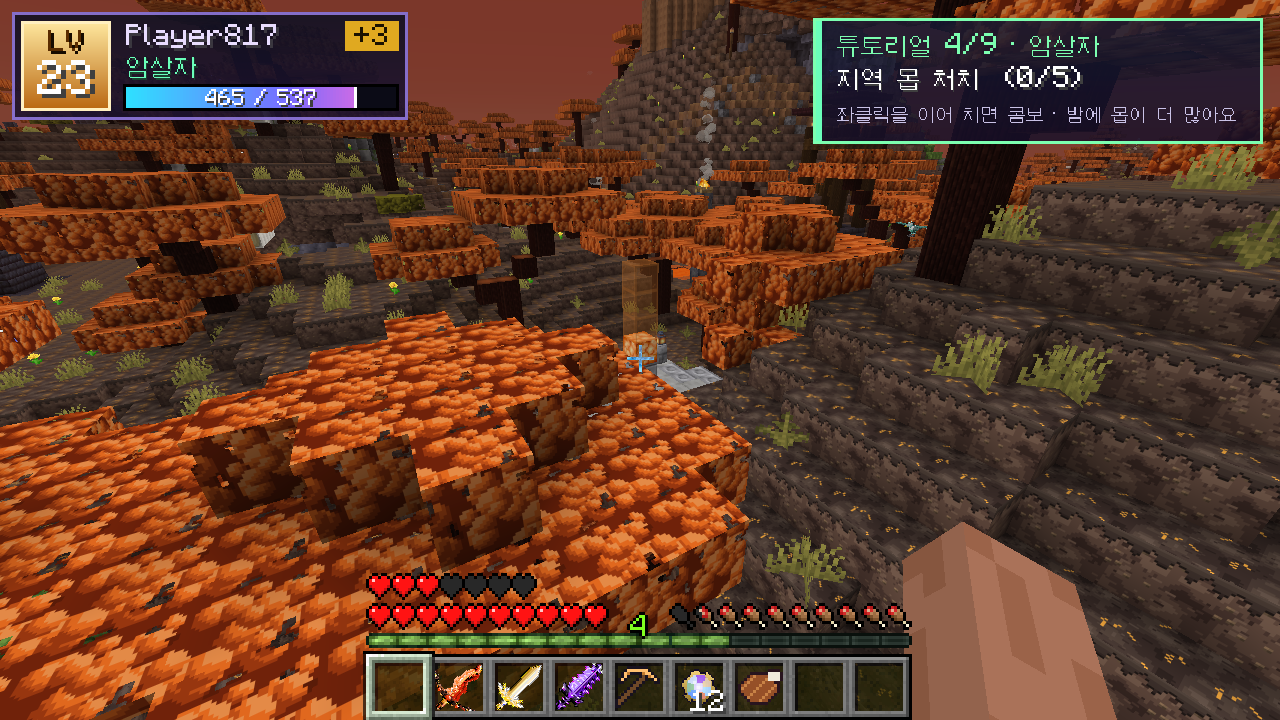 LV
23
Player817
+3
암살자
465 / 537
튜토리얼 4/9 · 암살자
지역 몹 처치 (0/5)
좌클릭을 이어 치면 콤보 · 밤에 몹이 더 많아요
4
12